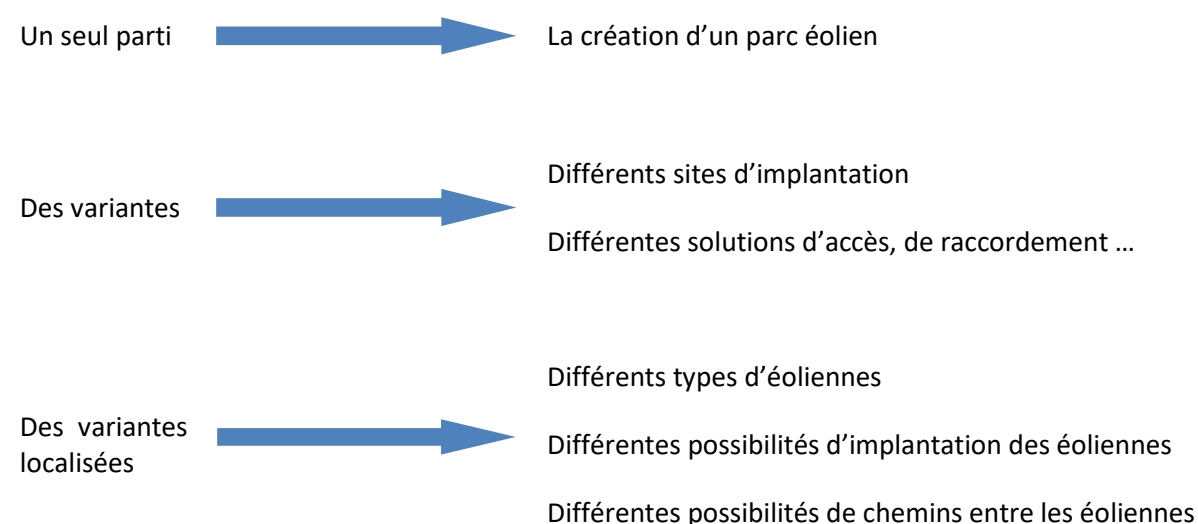 Un seul parti
La création d’un parc éolien
Des variantes
Différents sites d’implantation
Différentes solutions d’accès, de raccordement …
Des variantes
localisées
Différents types d’éoliennes
Différentes possibilités d’implantation des éoliennes
Différentes possibilités de chemins entre les éoliennes